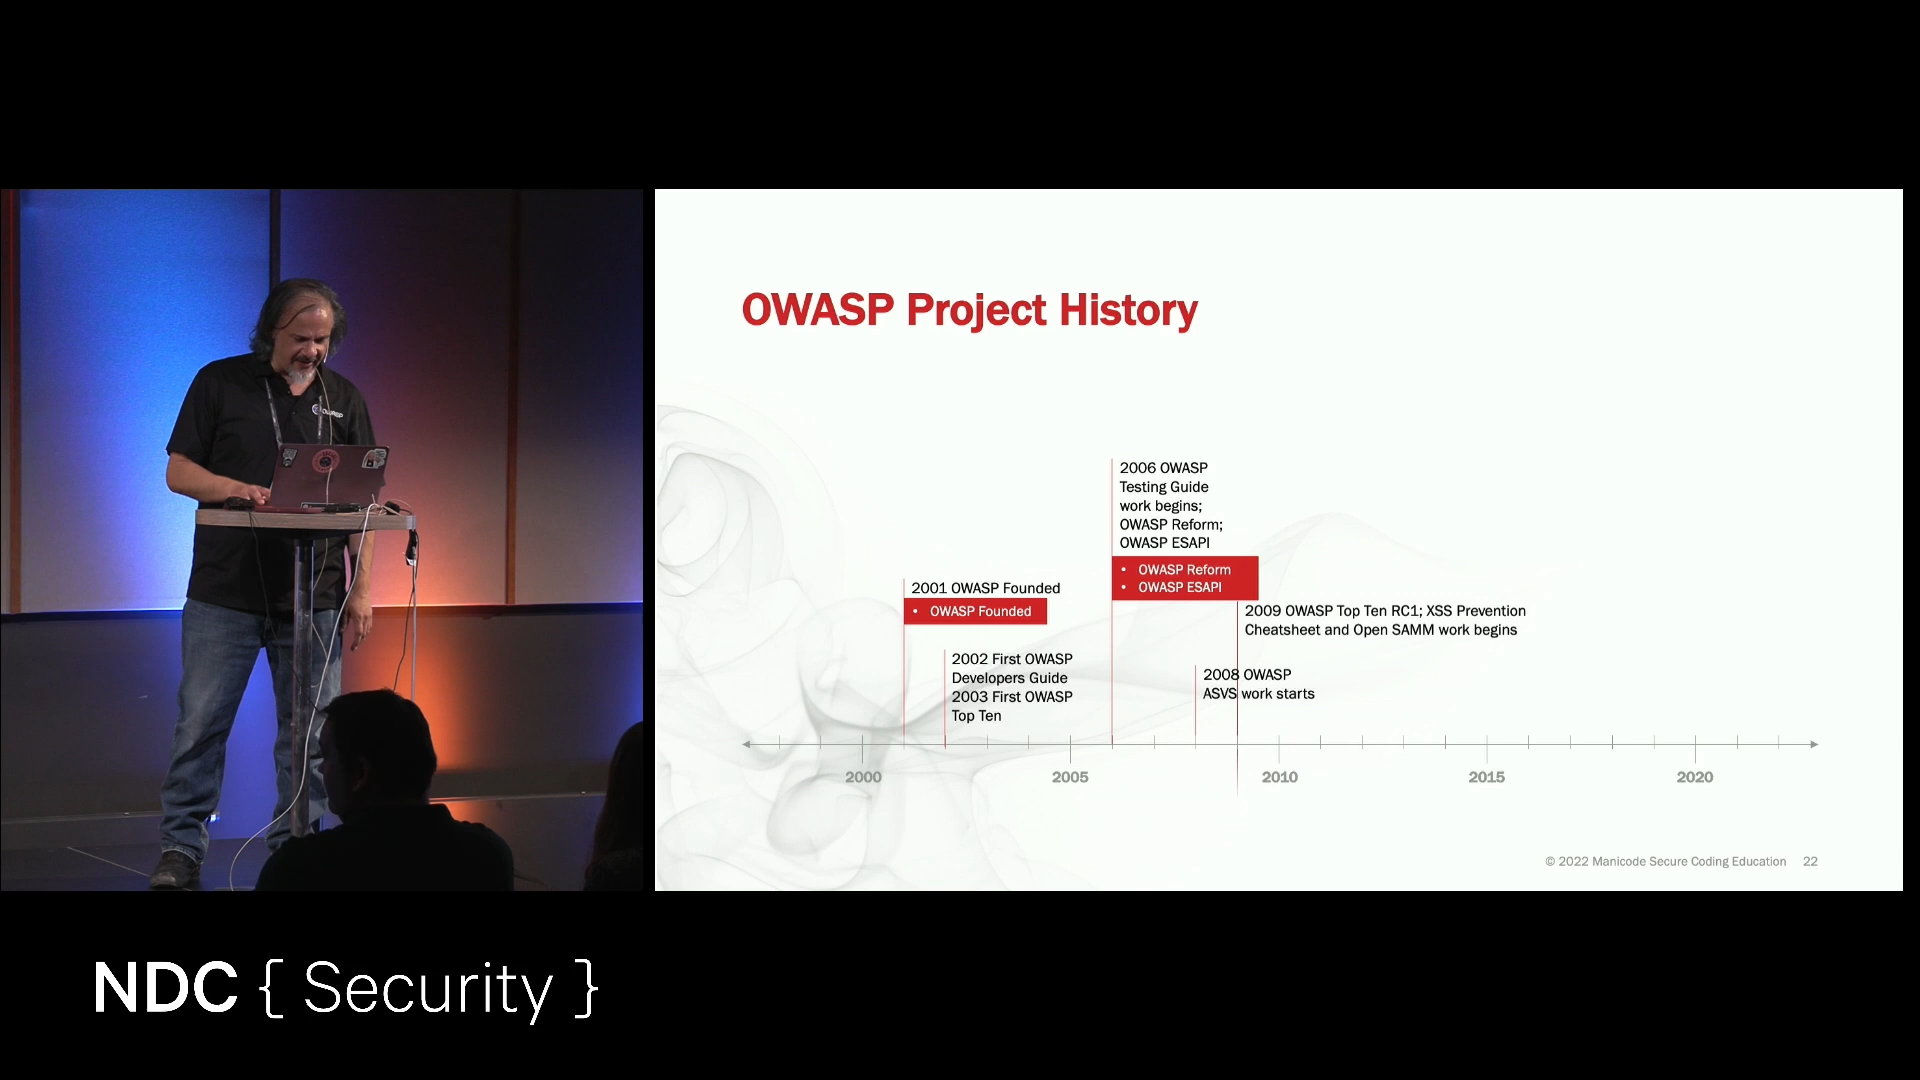 OWASP Project History
2006 OWASP
Testing Guide
work begins;
OWASP Reform;
OWASP ESAPI
• OWASP Reform
• OWASP ESAPI
2001 OWASP Founded
• OWASP Founded
2009 OWASP Top Ten RC1; XSS Prevention
Cheatsheet and Open SAMM work begins
2002 First OWASP
Developers Guide
2003 First OWASP
Top Ten
2008 OWASP
ASVS work starts
2000 2005 2010 2015 2020
© 2022 Manicode Secure Coding Education 22
OWASP
NDC { Security }